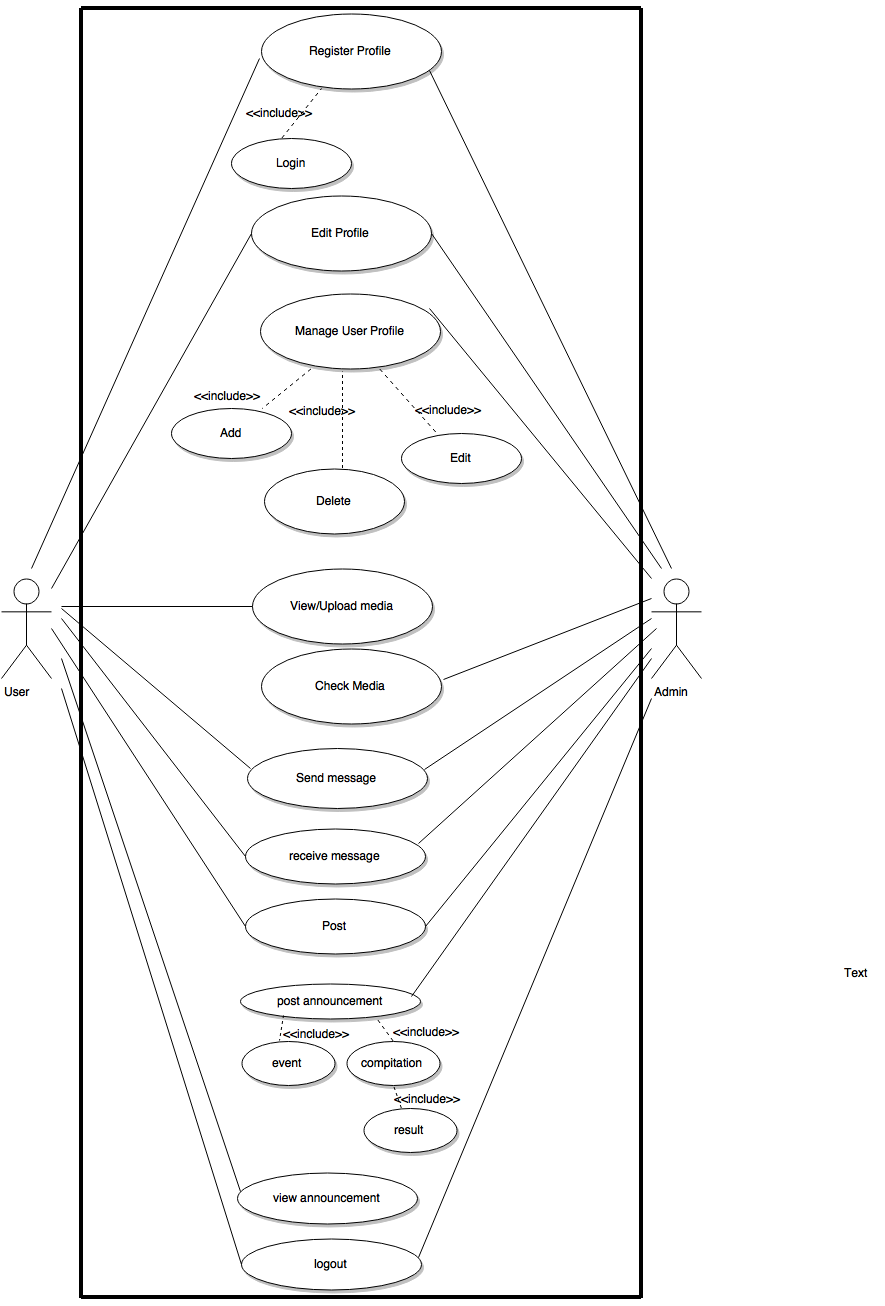 Register Profile
<<include>>
Login
Edit Profile
Manage User Profile
<<include>>
<<include>>
<<include>>
Add
Edit
Delete
View/Upload media
Check Media
User
Admin
Send message
receive message
Post
Text
post announcement
<<include>>
<<include>>
event
compitation
<<include>>
result
view announcement
logout